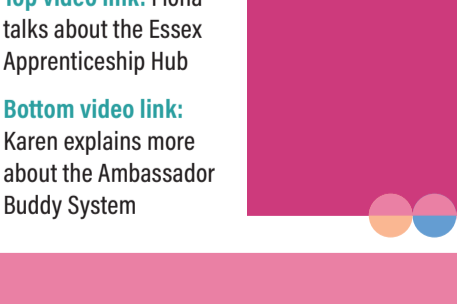 Top video link: Fiona
talks about the Essex
Apprenticeship Hub
Bottom video link:
Karen explains more
about the Ambassador
Buddy System